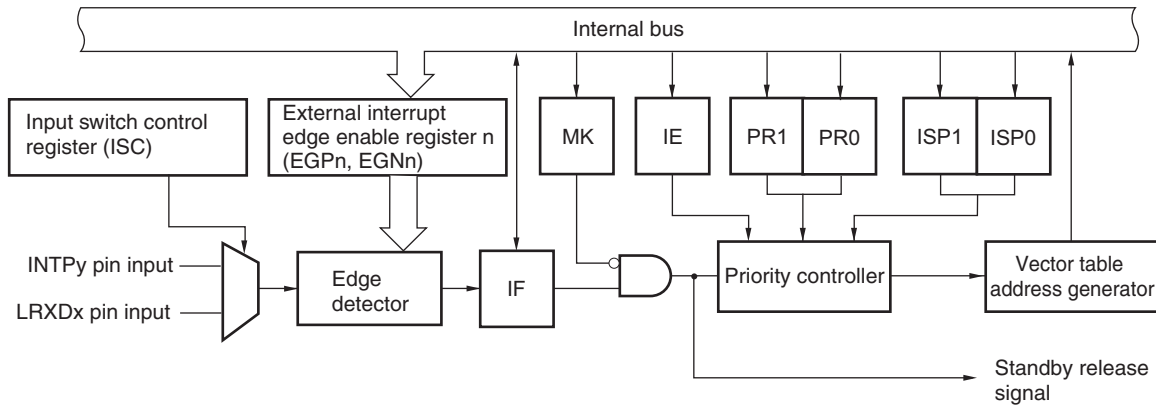 Internal bus
Input switch control
register (ISC)
External interrupt
edge enable register n
(EGPn, EGNn)
MK
IE
PR1
PR0
ISP1
ISP0
INTPy pin input
LRXDx pin input
Edge
detector
IF
Priority controller
Vector table
address generator
Standby release
signal